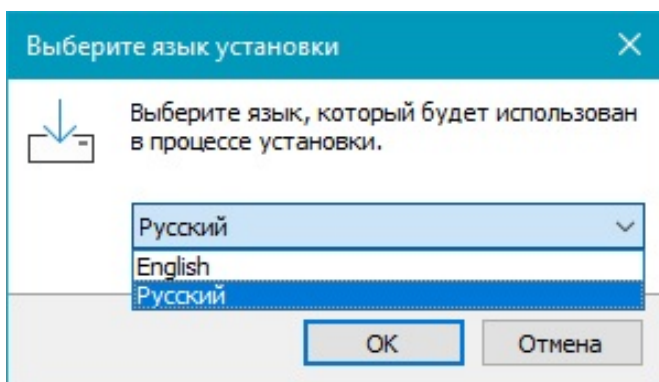 Выберите язык установки
Выберите язык, который будет использован
в процессе установки.
Русский
English
Русский
OK
Отмена